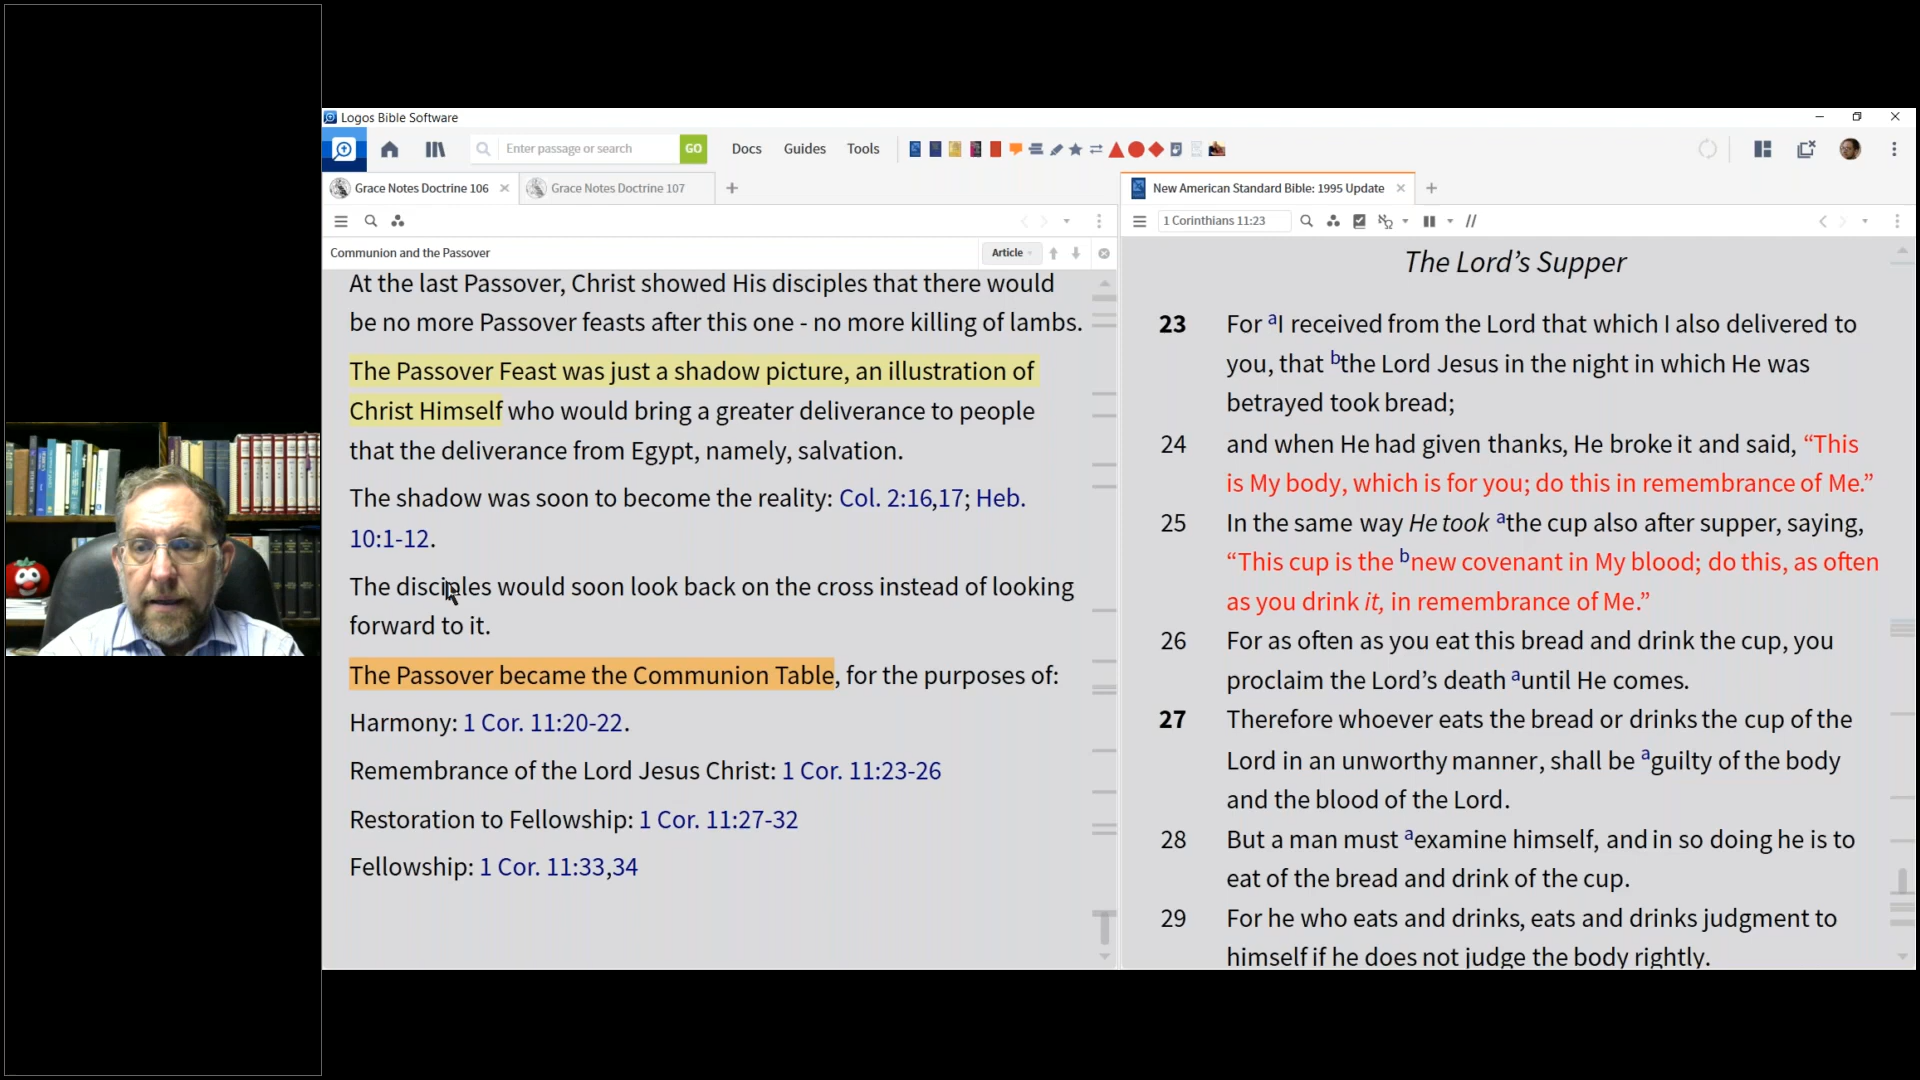 Logos Bible Software
Enter passage or search
GO
Docs
Guides
Tools
Grace Notes Doctrine 106
Grace Notes Doctrine 107
Communion and the Passover
Article
At the last Passover, Christ showed His disciples that there would
be no more Passover feasts after this one - no more killing of lambs.
The Passover Feast was just a shadow picture, an illustration of
Christ Himself who would bring a greater deliverance to people
that the deliverance from Egypt, namely, salvation.
The shadow was soon to become the reality: Col. 2:16,17; Heb.
10:1-12.
The disciples would soon look back on the cross instead of looking
forward to it.
The Passover became the Communion Table, for the purposes of:
Harmony: 1 Cor. 11:20-22.
Remembrance of the Lord Jesus Christ: 1 Cor. 11:23-26
Restoration to Fellowship: 1 Cor. 11:27-32
Fellowship: 1 Cor. 11:33,34
New American Standard Bible: 1995 Update
1 Corinthians 11:23
The Lord’s Supper
23 For aI received from the Lord that which I also delivered to
you, that bthe Lord Jesus in the night in which He was
betrayed took bread;
24 and when He had given thanks, He broke it and said, “This
is My body, which is for you; do this in remembrance of Me.”
25 In the same way He took athe cup also after supper, saying,
“This cup is the bnew covenant in My blood; do this, as often
as you drink it, in remembrance of Me.”
26 For as often as you eat this bread and drink the cup, you
proclaim the Lord’s death auntil He comes.
27 Therefore whoever eats the bread or drinks the cup of the
Lord in an unworthy manner, shall be aguilty of the body
and the blood of the Lord.
28 But a man must aexamine himself, and in so doing he is to
eat of the bread and drink of the cup.
29 For he who eats and drinks, eats and drinks judgment to
himself if he does not judge the body rightly.